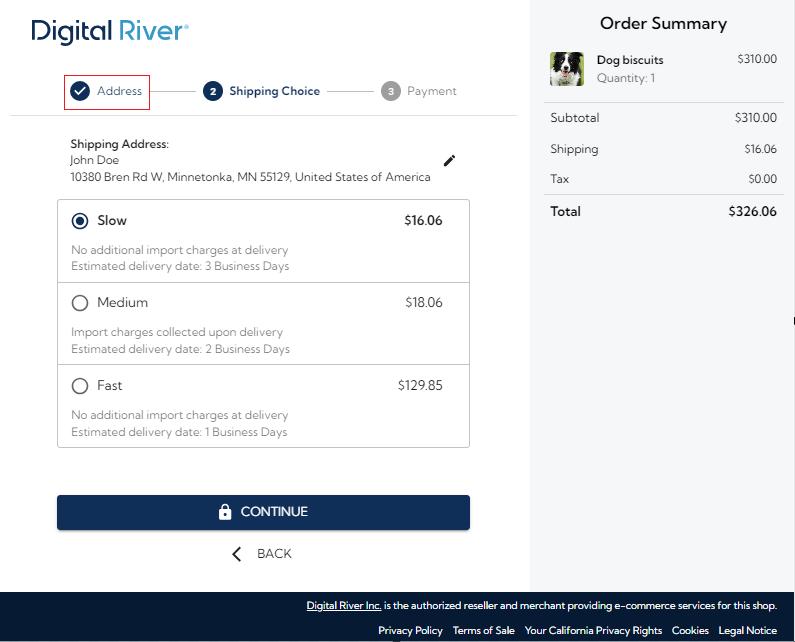 Digital River®
Address
2 Shipping Choice
3 Payment
Shipping Address:
John Doe
10380 Bren Rd W, Minnetonka, MN 55129, United States of America
Slow $16.06
No additional import charges at delivery
Estimated delivery date: 3 Business Days
Medium $18.06
Import charges collected upon delivery
Estimated delivery date: 2 Business Days
Fast $129.85
No additional import charges at delivery
Estimated delivery date: 1 Business Days
CONTINUE
BACK
Order Summary
Dog biscuits $310.00
Quantity: 1
Subtotal $310.00
Shipping $16.06
Tax $0.00
Total $326.06
Digital River Inc. is the authorized reseller and merchant providing e-commerce services for this shop.
Privacy Policy Terms of Sale Your California Privacy Rights Cookies Legal Notice